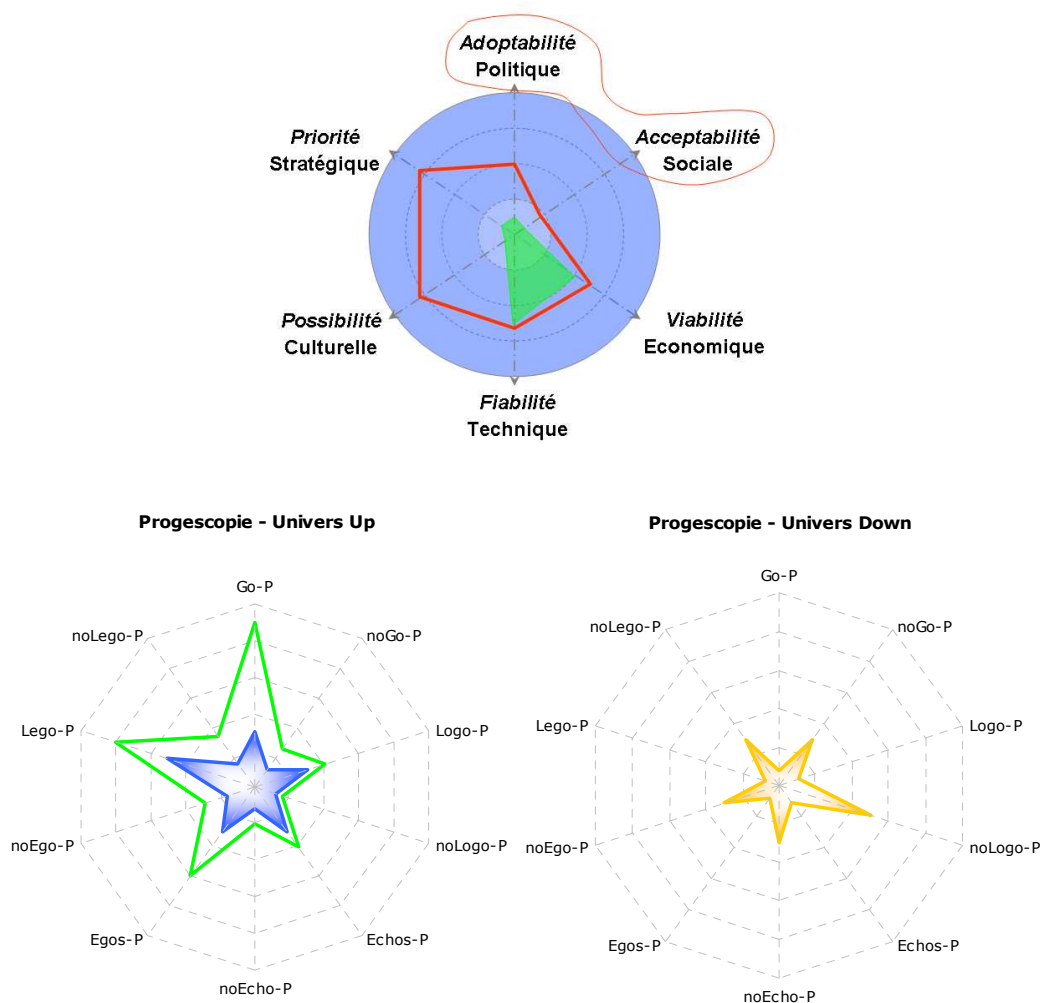 Adoptabilité
Politique
Priorité
Stratégique
Acceptabilité
Sociale
Possibilité
Culturelle
Viabilité
Economique
Fiabilité
Technique
Progescopie - Univers Up
Go-P
noLego-P
noGo-P
Lego-P
Logo-P
noEgo-P
noLogo-P
Egos-P
Echos-P
noEcho-P
Progescopie - Univers Down
Go-P
noLego-P
noGo-P
Lego-P
Logo-P
noEgo-P
noLogo-P
Egos-P
Echos-P
noEcho-P